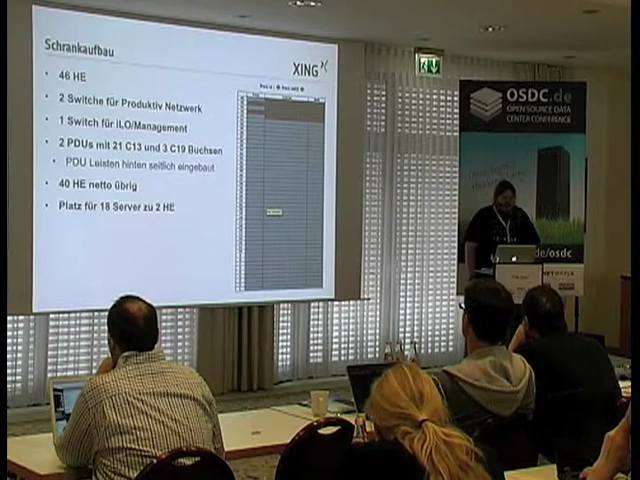 Schrankaufbau
XING
• 46 HE
• 2 Switche für Produktiv Netzwerk
• 1 Switch für iLO/Management
• 2 PDUs mit 21 C13 und 3 C19 Buchsen
• PDU Leisten hinten seitlich eingebaut
• 40 HE netto übrig
• Platz für 18 Server zu 2 HE
OSDC.de
OPEN SOURCE DATA
CENTER CONFERENCE
de/osdc